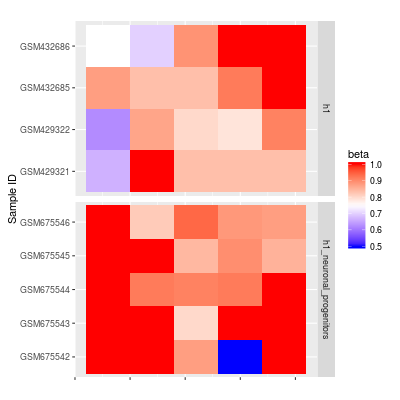 Sample ID
GSM432686
GSM432685
GSM429322
GSM429321
h1
GSM675546
GSM675545
GSM675544
GSM675543
GSM675542
h1_neuronal_progenitors
beta
1.0
0.9
0.8
0.7
0.6
0.5